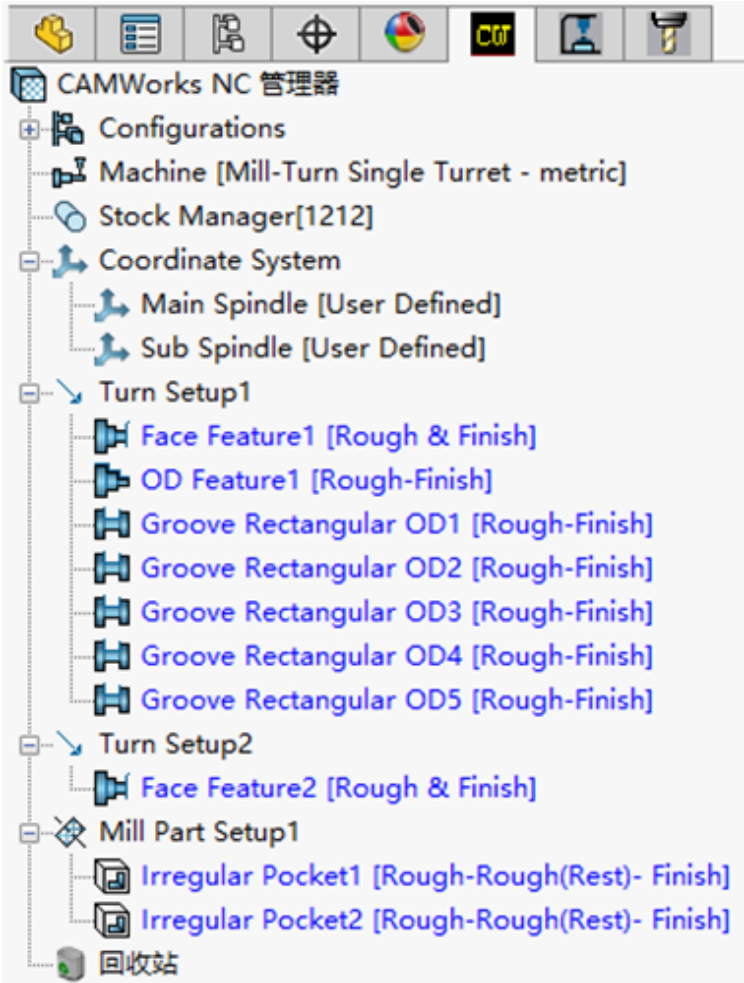 CW
CAMWorks NC 管理器
Configurations
Machine [Mill-Turn Single Turret - metric]
Stock Manager[1212]
Coordinate System
Main Spindle [User Defined]
Sub Spindle [User Defined]
Turn Setup1
Face Feature1 [Rough & Finish]
OD Feature1 [Rough-Finish]
Groove Rectangular OD1 [Rough-Finish]
Groove Rectangular OD2 [Rough-Finish]
Groove Rectangular OD3 [Rough-Finish]
Groove Rectangular OD4 [Rough-Finish]
Groove Rectangular OD5 [Rough-Finish]
Turn Setup2
Face Feature2 [Rough & Finish]
Mill Part Setup1
Irregular Pocket1 [Rough-Rough(Rest)- Finish]
Irregular Pocket2 [Rough-Rough(Rest)- Finish]
回收站